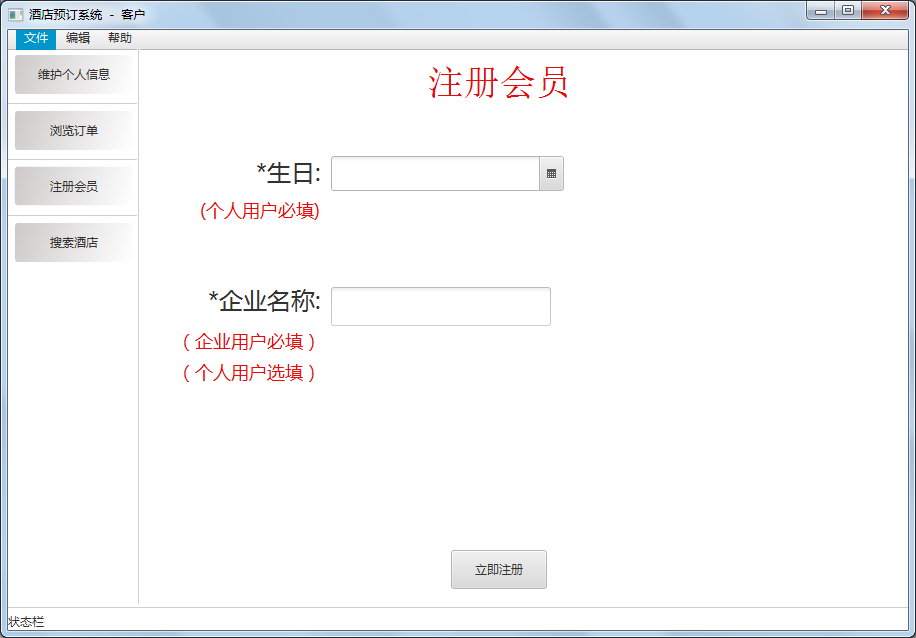 酒店预订系统 - 客户
文件 编辑 帮助
维护个人信息
浏览订单
注册会员
搜索酒店
注册会员
*生日:
(个人用户必填)
*企业名称:
（企业用户必填）
（个人用户选填）
立即注册
状态栏